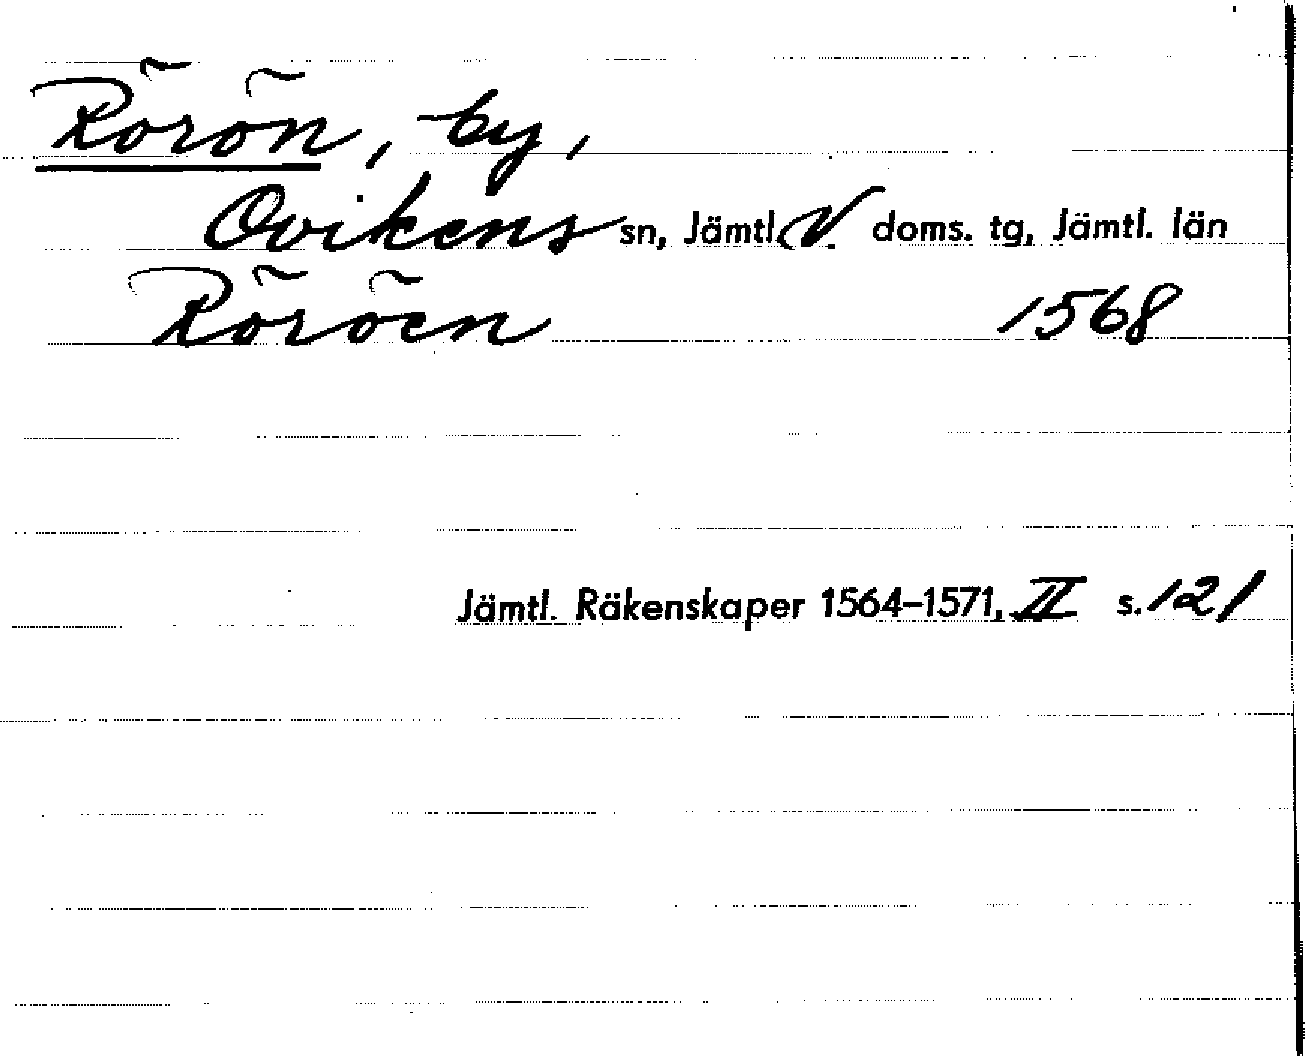 Rörön, by,
Ovikens sn, Jämtl. V. doms. tg, Jämtl. län
Röröen 1568
Jämtl. Räkenskaper 1564–1571, II s. 121